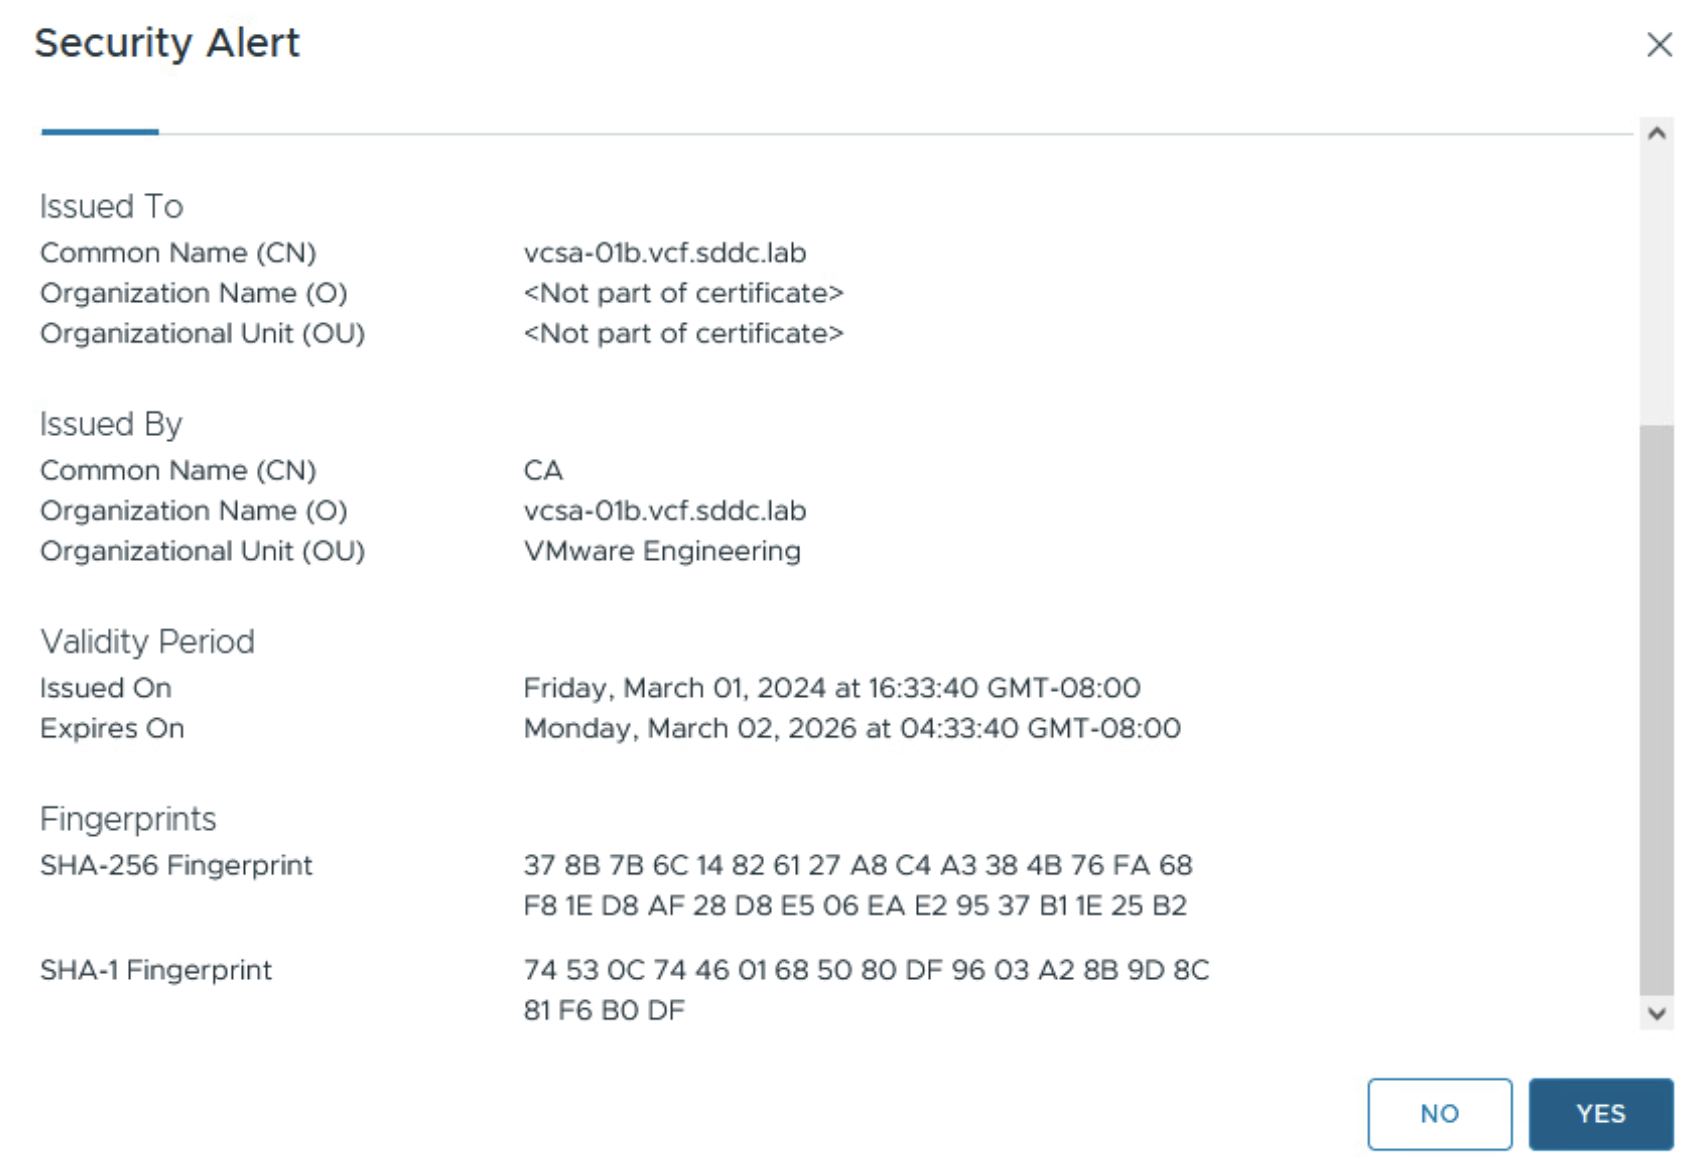 Security Alert
Issued To
Common Name (CN) vcsa-01b.vcf.sddc.lab
Organization Name (O) <Not part of certificate>
Organizational Unit (OU) <Not part of certificate>
Issued By
Common Name (CN) CA
Organization Name (O) vcsa-01b.vcf.sddc.lab
Organizational Unit (OU) VMware Engineering
Validity Period
Issued On Friday, March 01, 2024 at 16:33:40 GMT-08:00
Expires On Monday, March 02, 2026 at 04:33:40 GMT-08:00
Fingerprints
SHA-256 Fingerprint 37 8B 7B 6C 14 82 61 27 A8 C4 A3 38 4B 76 FA 68
F8 1E D8 AF 28 D8 E5 06 EA E2 95 37 B1 1E 25 B2
SHA-1 Fingerprint 74 53 0C 74 46 01 68 50 80 DF 96 03 A2 8B 9D 8C
81 F6 B0 DF
NO YES